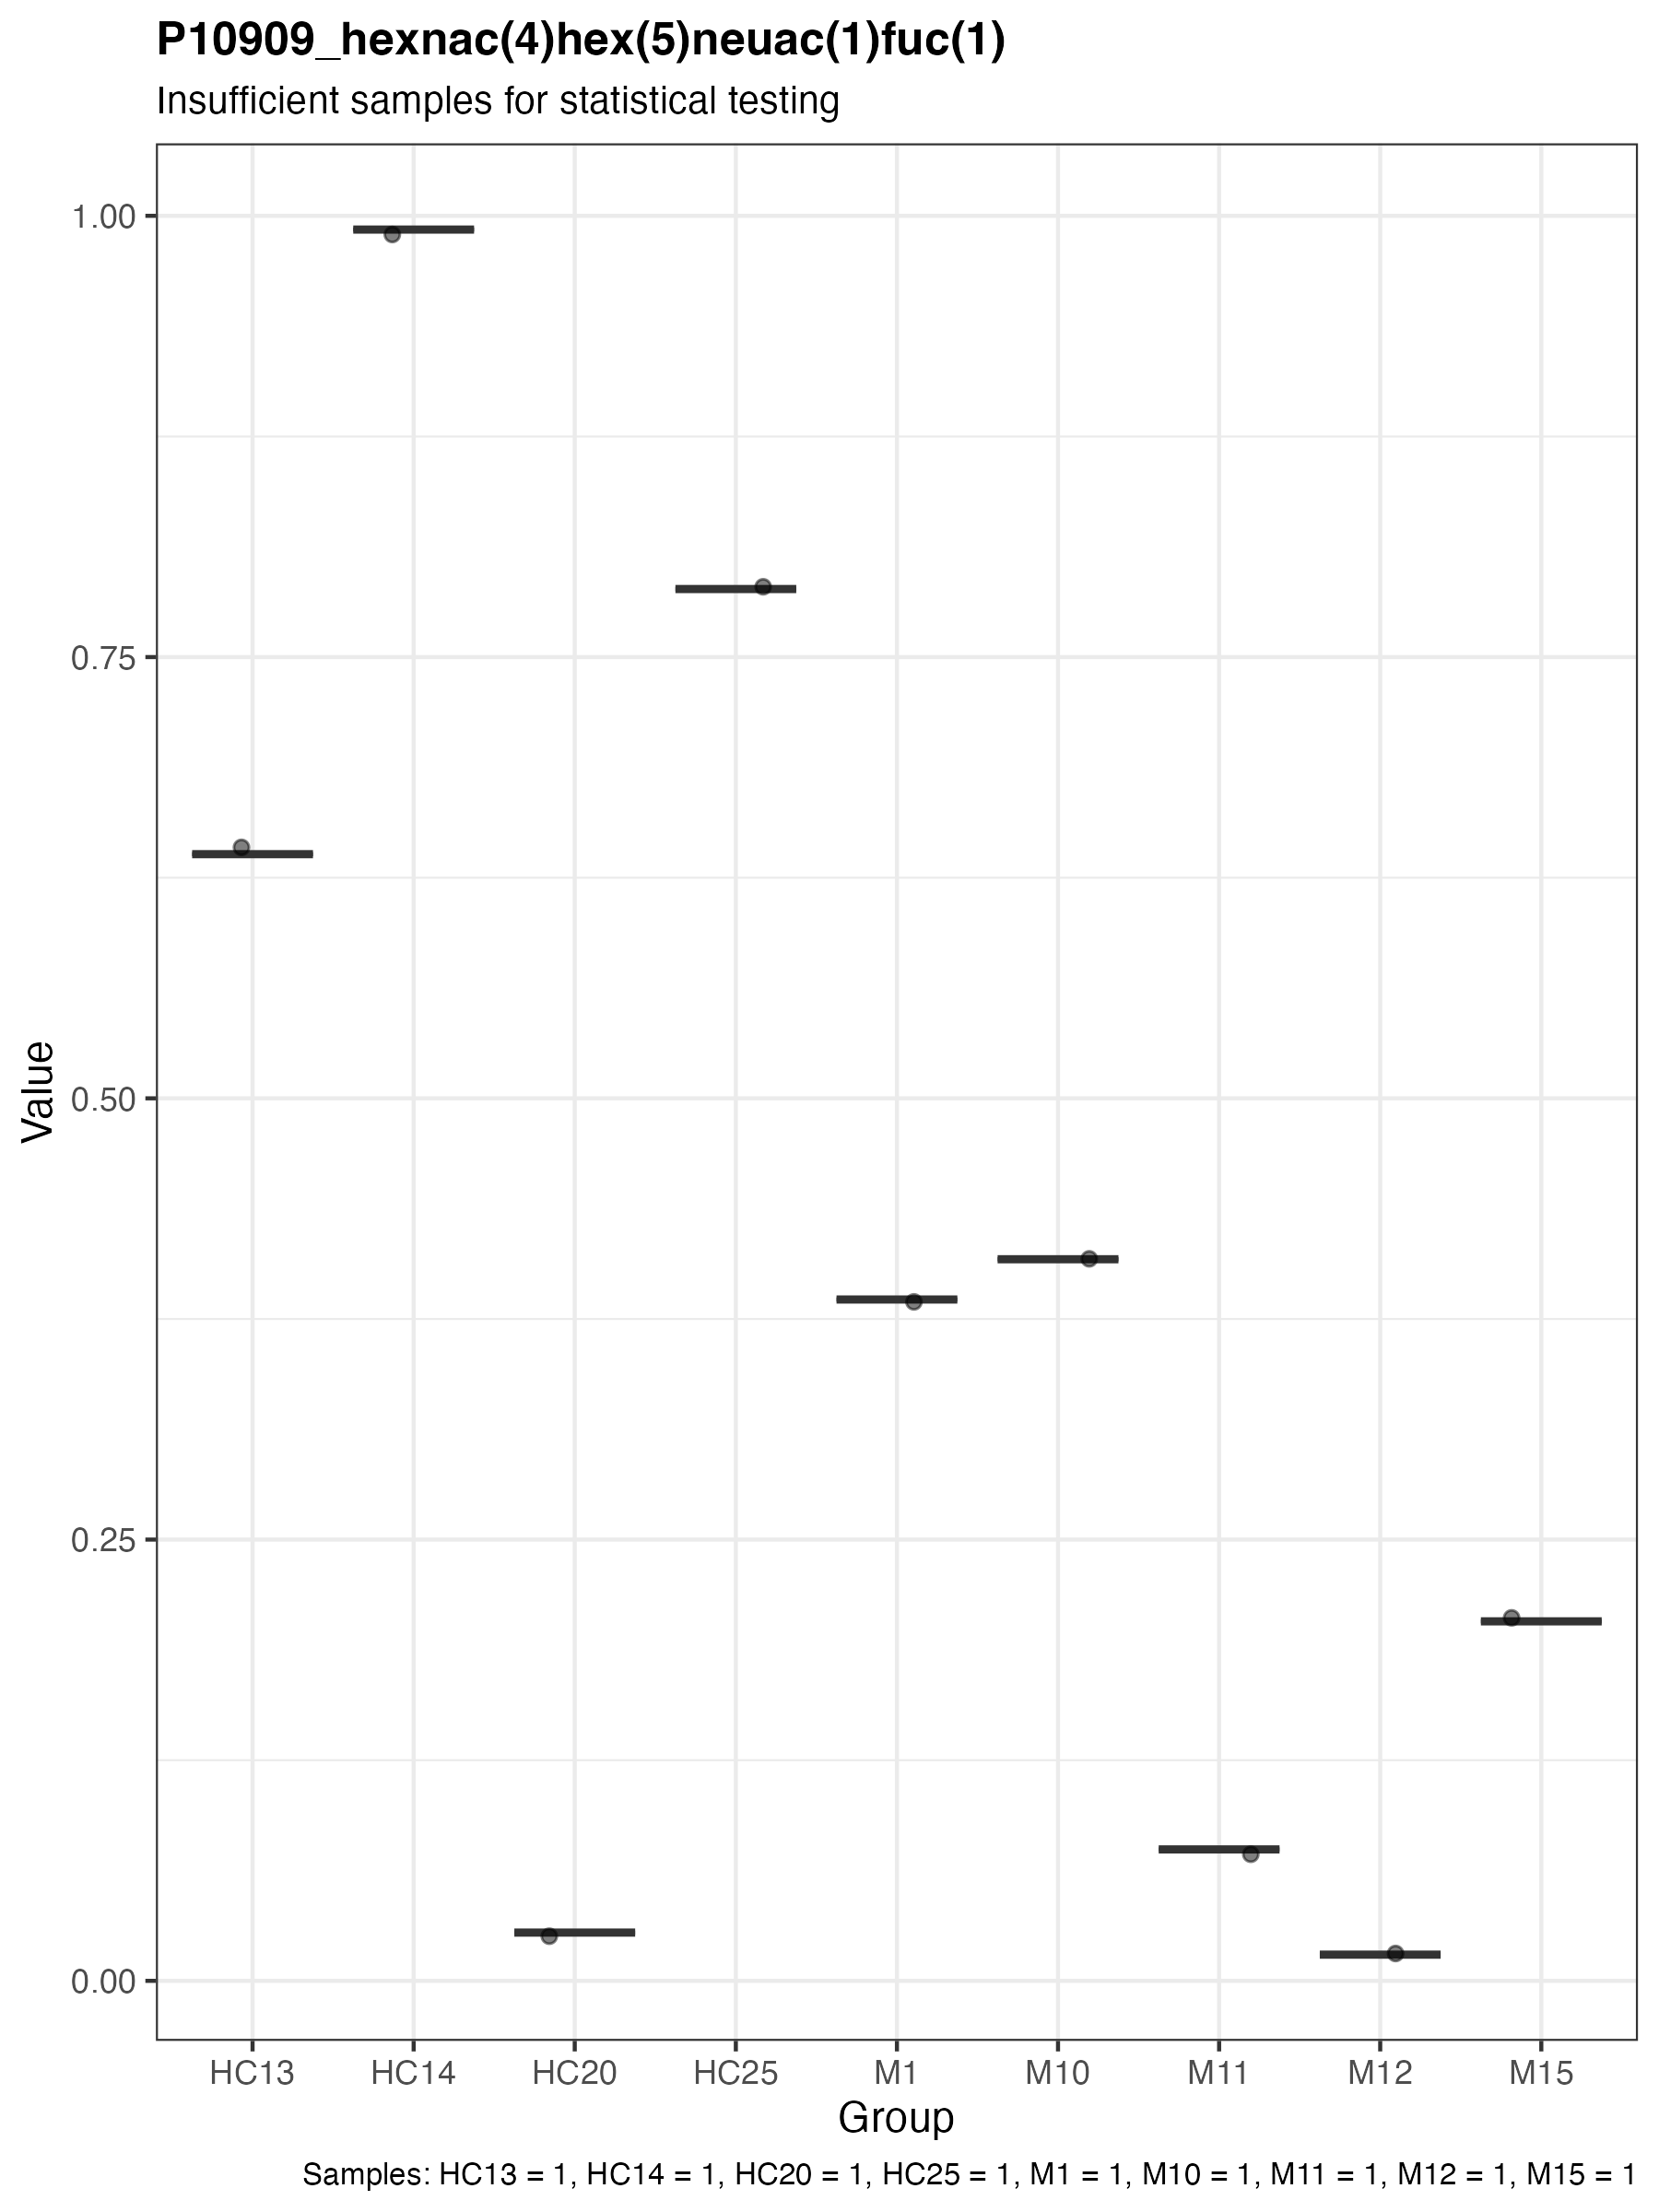 P10909_hexnac(4)hex(5)neuac(1)fuc(1)
Insufficient samples for statistical testing
1.00
0.75
0.50
0.25
0.00
Value
HC13 HC14 HC20 HC25 M1 M10 M11 M12 M15
Group
Samples: HC13 = 1, HC14 = 1, HC20 = 1, HC25 = 1, M1 = 1, M10 = 1, M11 = 1, M12 = 1, M15 = 1